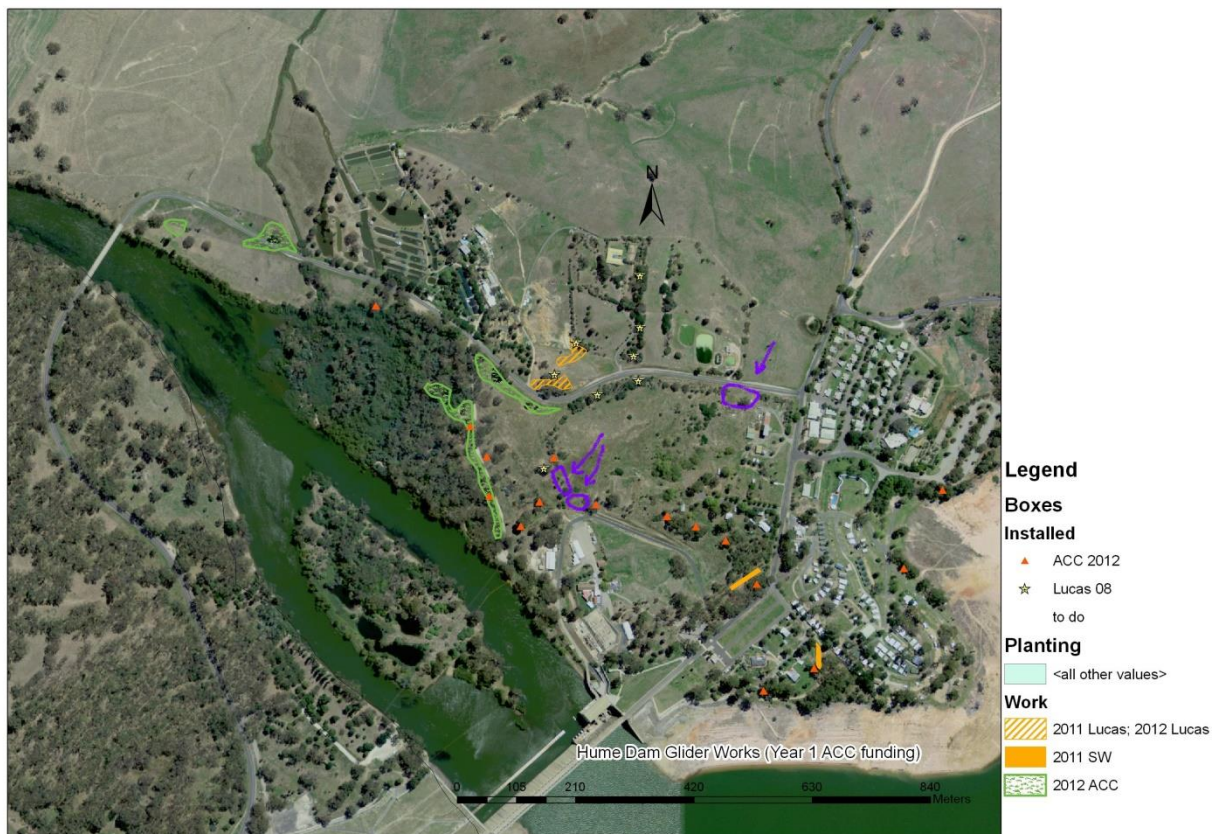 N
Hume Dam Glider Works (Year 1 ACC funding)
0 105 210 420 630 840
Meters
Legend
Boxes
Installed
ACC 2012
Lucas 08
to do
Planting
<all other values>
Work
2011 Lucas; 2012 Lucas
2011 SW
2012 ACC